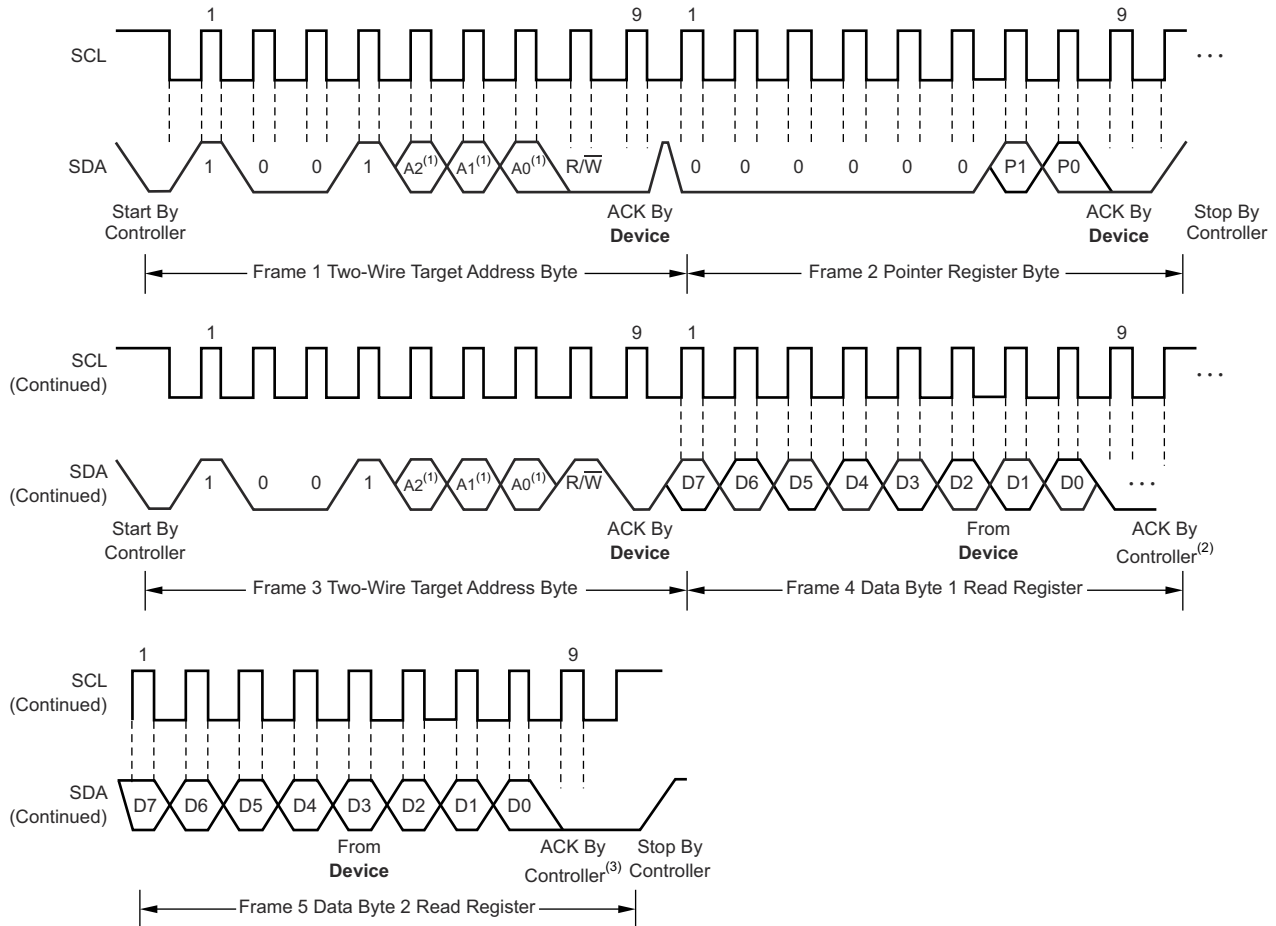 1 9 1 9
SCL ...
SDA 1 0 0 1 A2(1) A1(1) A0(1) R/W̅ 0 0 0 0 0 0 P1 P0
Start By ACK By ACK By Stop By
Controller Device Device Controller
Frame 1 Two-Wire Target Address Byte Frame 2 Pointer Register Byte
1 9 1 9
SCL
(Continued) ...
SDA
(Continued) 1 0 0 1 A2(1) A1(1) A0(1) R/W̅ D7 D6 D5 D4 D3 D2 D1 D0 ...
Start By ACK By From ACK By
Controller Device Device Controller(2)
Frame 3 Two-Wire Target Address Byte Frame 4 Data Byte 1 Read Register
1 9
SCL
(Continued)
SDA
(Continued) D7 D6 D5 D4 D3 D2 D1 D0
From ACK By Stop By
Device Controller(3) Controller
Frame 5 Data Byte 2 Read Register